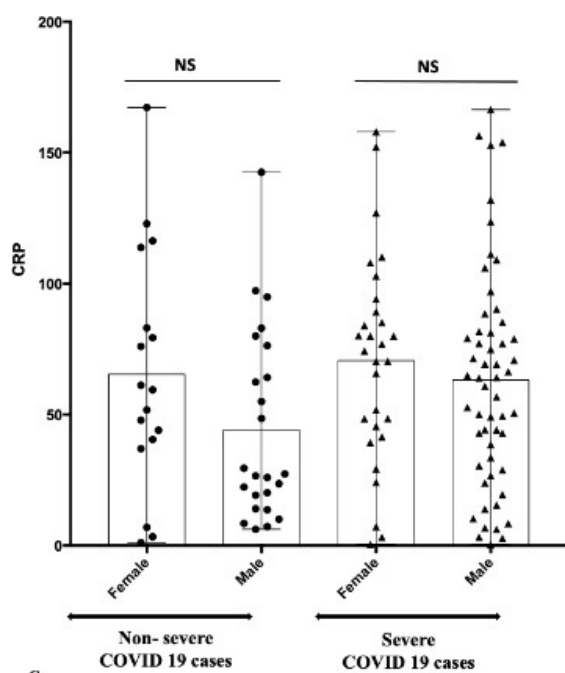 200
NS
NS
150
CRP
100
50
0
Female
Male
Female
Male
Non- severe
COVID 19 cases
Severe
COVID 19 cases